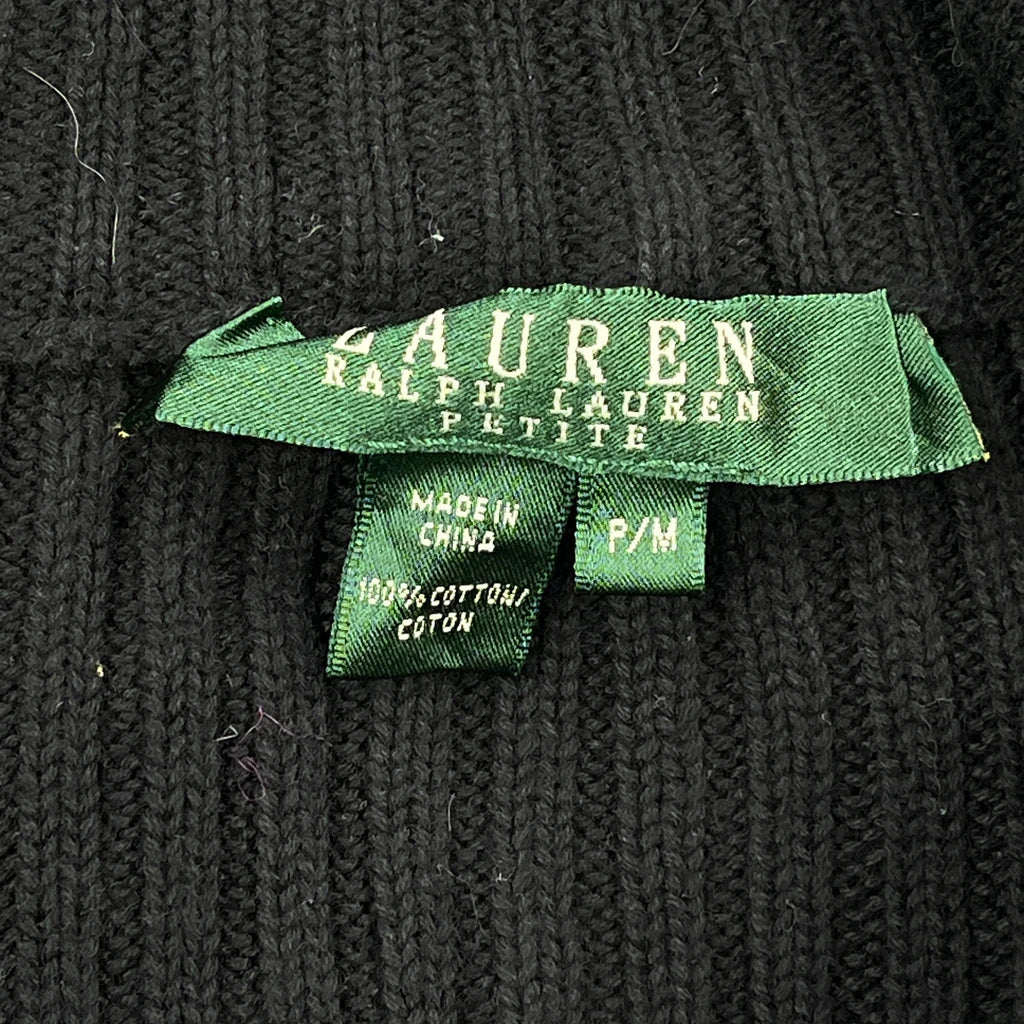 LAUREN
RALPH LAUREN
PETITE
MADE IN
CHINA
100% COTTON/
COTON
P/M